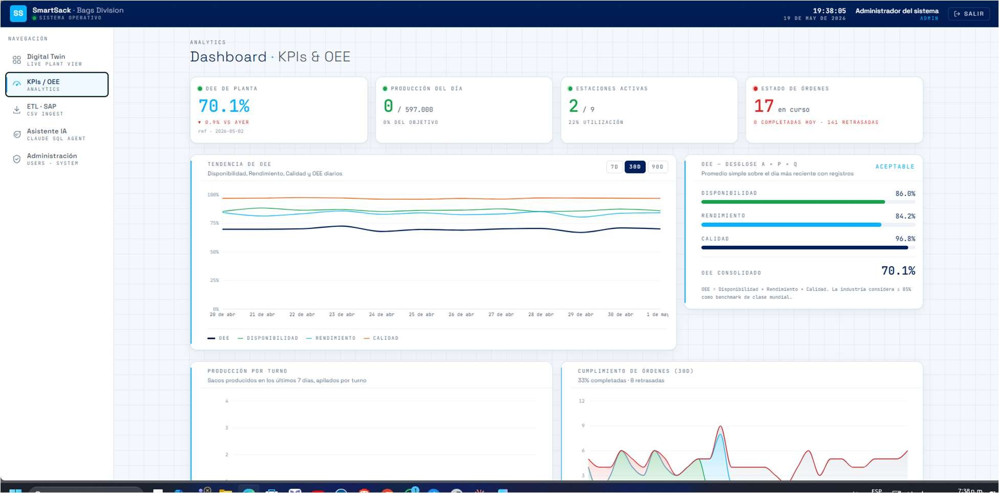 SS
SmartSack · Bags Division
SISTEMA OPERATIVO
19:38:05
19 DE MAY DE 2026
Administrador del sistema
ADMIN
SALIR
NAVEGACIÓN
Digital Twin
LIVE PLANT VIEW
KPIs / OEE
ANALYTICS
ETL · SAP
CSV INGEST
Asistente IA
CLAUDE SQL AGENT
Administración
USERS · SYSTEM
ANALYTICS
Dashboard · KPIs & OEE
OEE DE PLANTA
70.1%
▼ 0.9% VS AYER
ref · 2026-05-02
PRODUCCIÓN DEL DÍA
0 / 597.000
0% DEL OBJETIVO
ESTACIONES ACTIVAS
2 / 9
22% UTILIZACIÓN
ESTADO DE ÓRDENES
17 en curso
0 COMPLETADAS HOY · 141 RETRASADAS
TENDENCIA DE OEE
Disponibilidad, Rendimiento, Calidad y OEE diarios
7D 30D 90D
100%
75%
50%
25%
0%
20 de abr 21 de abr 22 de abr 23 de abr 24 de abr 25 de abr 26 de abr 27 de abr 28 de abr 29 de abr 30 de abr 1 de may
OEE DISPONIBILIDAD RENDIMIENTO CALIDAD
OEE — DESGLOSE A × P × Q
Promedio simple sobre el día más reciente con registros
ACEPTABLE
DISPONIBILIDAD 86.0%
RENDIMIENTO 84.2%
CALIDAD 96.8%
OEE CONSOLIDADO 70.1%
OEE = Disponibilidad × Rendimiento × Calidad. La industria considera ≥ 85%
como benchmark de clase mundial.
PRODUCCIÓN POR TURNO
Sacos producidos en los últimos 7 días, apilados por turno
4
3
2
CUMPLIMIENTO DE ÓRDENES (30D)
33% completadas · 8 retrasadas
12
9
6
3
1
ESP
7:38 p. m.